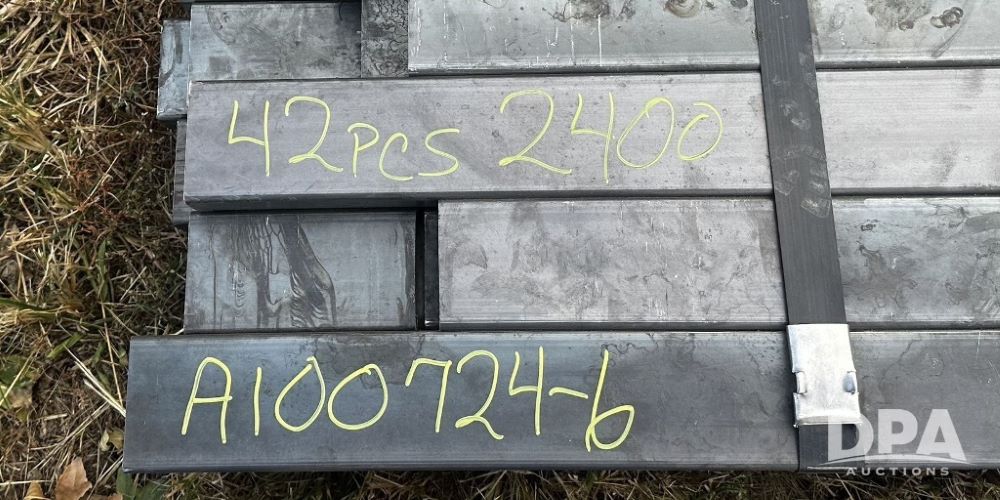 42PCS 2400
A100724-6
DPA
AUCTIONS